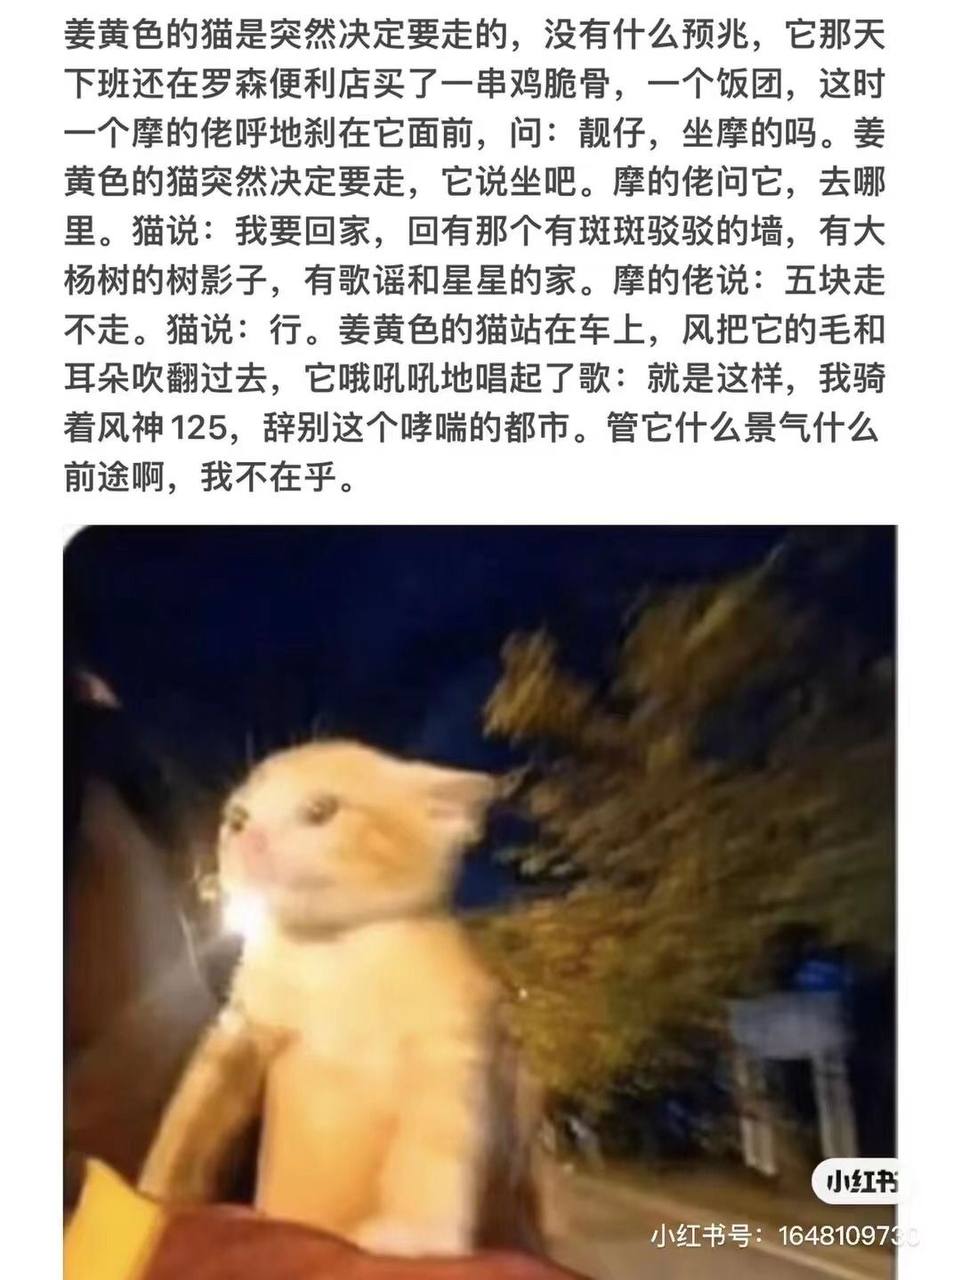 姜黄色的猫是突然决定要走的，没有什么预兆，它那天
下班还在罗森便利店买了一串鸡脆骨，一个饭团，这时
一个摩的佬呼地刹在它面前，问：靓仔，坐摩的吗。姜
黄色的猫突然决定要走，它说坐吧。摩的佬问它，去哪
里。猫说：我要回家，回有那个有斑斑驳驳的墙，有大
杨树的树影子，有歌谣和星星的家。摩的佬说：五块走
不走。猫说：行。姜黄色的猫站在车上，风把它的毛和
耳朵吹翻过去，它哦吼吼地唱起了歌：就是这样，我骑
着风神125，辞别这个哮喘的都市。管它什么景气什么
前途啊，我不在乎。
小红书
小红书号：1648109730